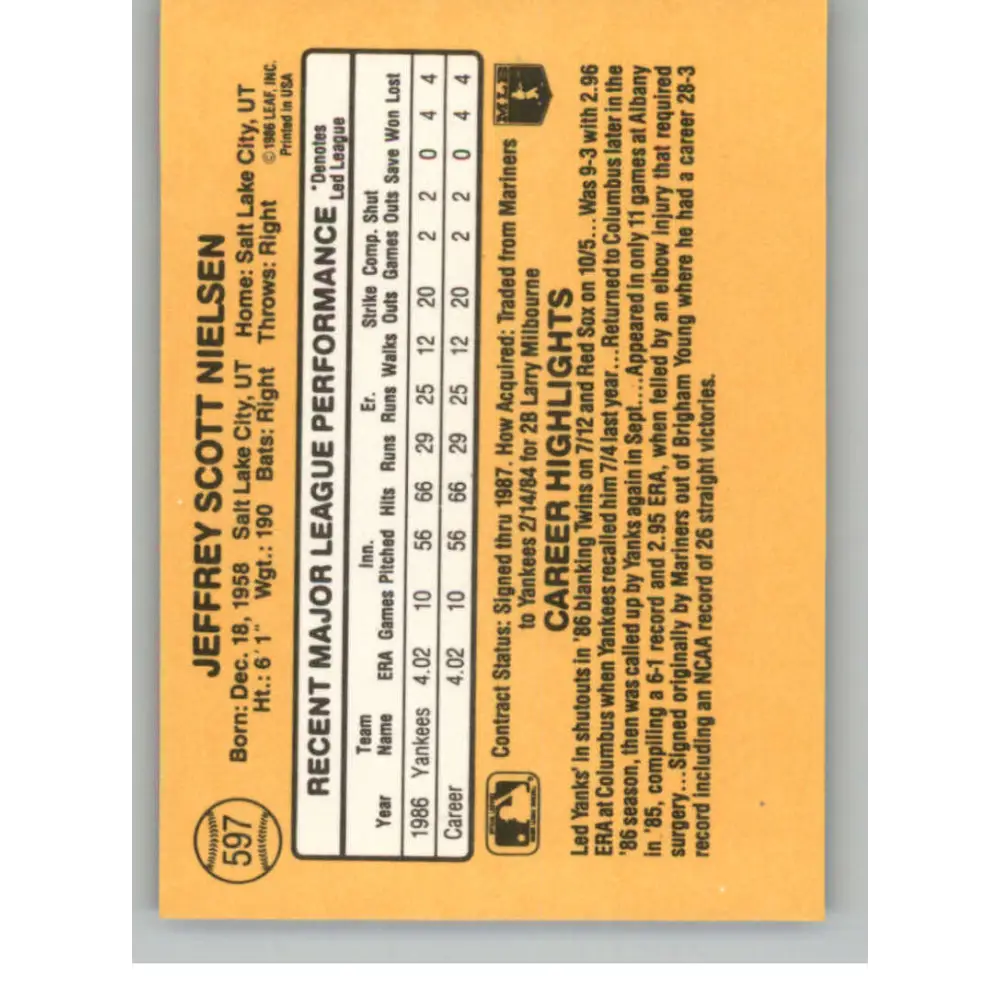 597
JEFFREY SCOTT NIELSEN
Born: Dec. 18, 1958 Salt Lake City, UT Home: Salt Lake City, UT
Ht.: 6'1" Wgt.: 190 Bats: Right Throws: Right
© 1986 LEAF, INC.
Printed in USA
RECENT MAJOR LEAGUE PERFORMANCE *Denotes Led League
Year Team Name ERA Games Inn. Pitched Hits Runs Er. Runs Walks Strike Outs Comp. Games Shut Outs Save Won Lost
1986 Yankees 4.02 10 56 66 29 25 12 20 2 2 0 4 4
Career 4.02 10 56 66 29 25 12 20 2 2 0 4 4
Contract Status: Signed thru 1987. How Acquired: Traded from Mariners
to Yankees 2/14/84 for 2B Larry Milbourne
MLB
CAREER HIGHLIGHTS
Led Yanks' in shutouts in '86 blanking Twins on 7/12 and Red Sox on 10/5...Was 9-3 with 2.96
ERA at Columbus when Yankees recalled him 7/4 last year...Returned to Columbus later in the
'86 season, then was called up by Yanks again in Sept....Appeared in only 11 games at Albany
in '85, compiling a 6-1 record and 2.95 ERA, when felled by an elbow injury that required
surgery...Signed originally by Mariners out of Brigham Young where he had a career 28-3
record including an NCAA record of 26 straight victories.